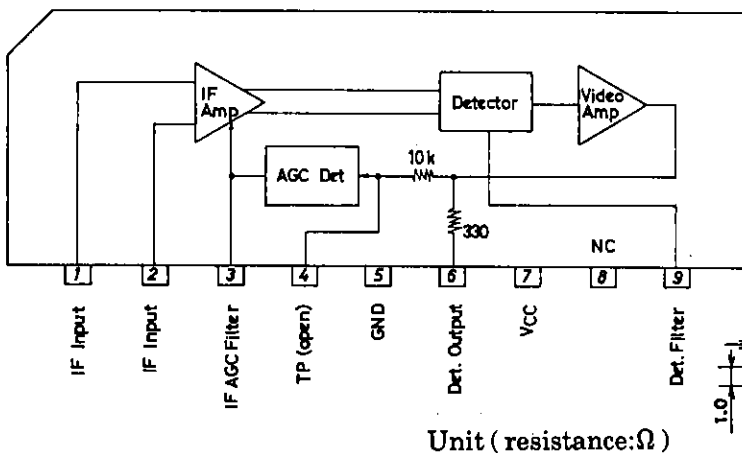 IF
Amp
Detector
Video
Amp
AGC Det
10k
330
NC
1 2 3 4 5 6 7 8 9
IF Input
IF Input
IF AGC Filter
TP (open)
GND
Det. Output
VCC
Det. Filter
1.0
Unit (resistance:Ω)